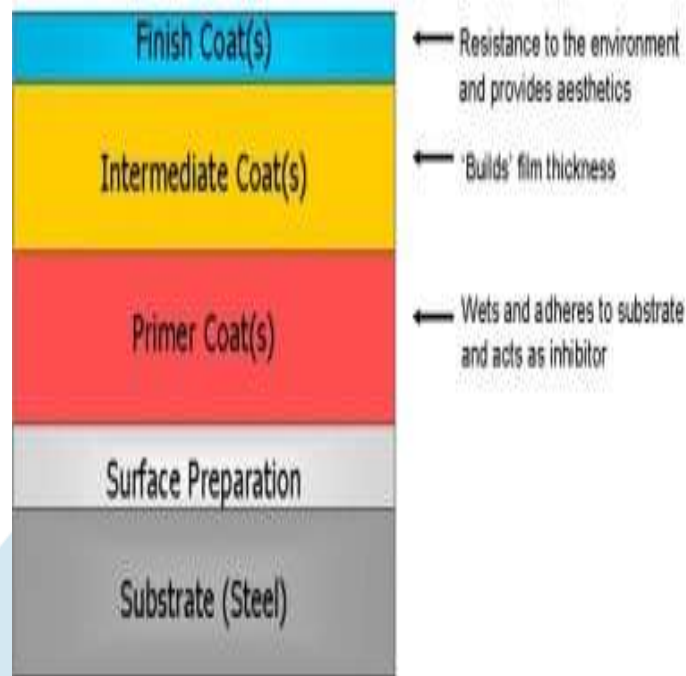 Finish Coat(s)
Resistance to the environment
and provides aesthetics
Intermediate Coat(s)
'Builds' film thickness
Primer Coat(s)
Wets and adheres to substrate
and acts as inhibitor
Surface Preparation
Substrate (Steel)